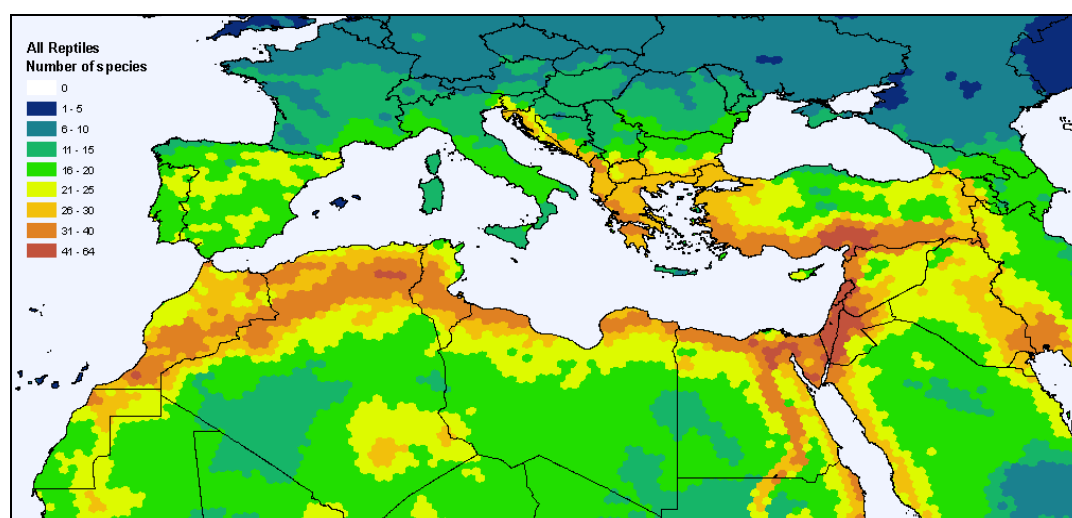 All Reptiles
Number of species
0
1 - 5
6 - 10
11 - 15
16 - 20
21 - 25
26 - 30
31 - 40
41 - 64